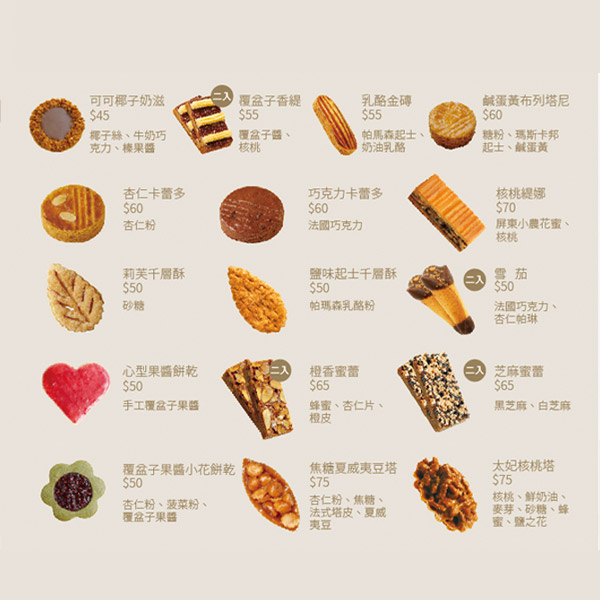 可可椰子奶滋
$45
椰子絲、牛奶巧
克力、榛果醬
二入
覆盆子香緹
$55
覆盆子醬、
核桃
乳酪金磚
$55
帕馬森起士、
奶油乳酪
鹹蛋黃布列塔尼
$60
糖粉、瑪斯卡邦
起士、鹹蛋黃
杏仁卡蕾多
$60
杏仁粉
巧克力卡蕾多
$60
法國巧克力
核桃緹娜
$70
屏東小農花蜜、
核桃
莉芙千層酥
$50
砂糖
鹽味起士千層酥
$50
帕瑪森乳酪粉
二入
雪 茄
$50
法國巧克力、
杏仁帕琳
心型果醬餅乾
$50
手工覆盆子果醬
二入
橙香蜜蕾
$65
蜂蜜、杏仁片、
橙皮
二入
芝麻蜜蕾
$65
黑芝麻、白芝麻
覆盆子果醬小花餅乾
$50
杏仁粉、菠菜粉、
覆盆子果醬
焦糖夏威夷豆塔
$75
杏仁粉、焦糖、
法式塔皮、夏威
夷豆
太妃核桃塔
$75
核桃、鮮奶油、
麥芽、砂糖、蜂
蜜、鹽之花